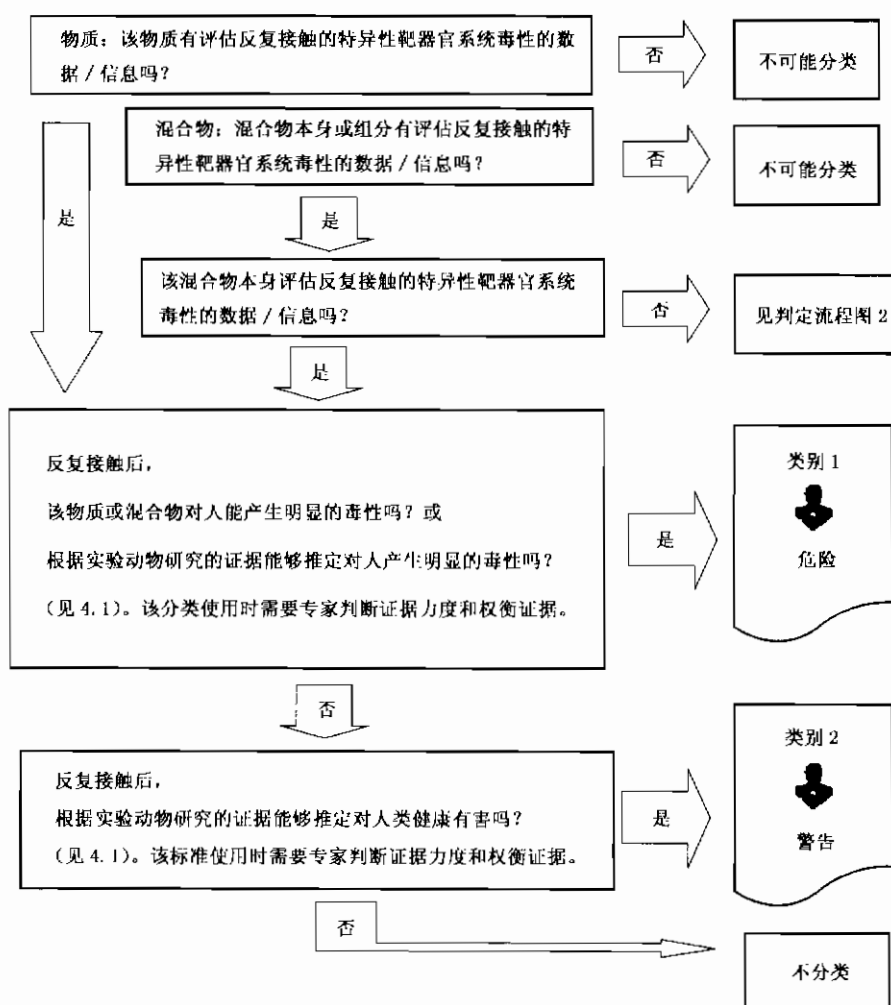 物质：该物质有评估反复接触的特异性靶器官系统毒性的数
据/信息吗？
否
不可能分类
混合物：混合物本身或组分有评估反复接触的特
异性靶器官系统毒性的数据/信息吗？
否
不可能分类
是
是
该混合物本身评估反复接触的特异性靶器官系统
毒性的数据/信息吗？
否
见判定流程图 2
是
反复接触后，
该物质或混合物对人能产生明显的毒性吗？或
根据实验动物研究的证据能够推定对人产生明显的毒性吗？
（见 4.1）。该分类使用时需要专家判断证据力度和权衡证据。
是
类别 1
危险
否
反复接触后，
根据实验动物研究的证据能够推定对人类健康有害吗？
（见 4.1）。该标准使用时需要专家判断证据力度和权衡证据。
是
类别 2
警告
否
不分类